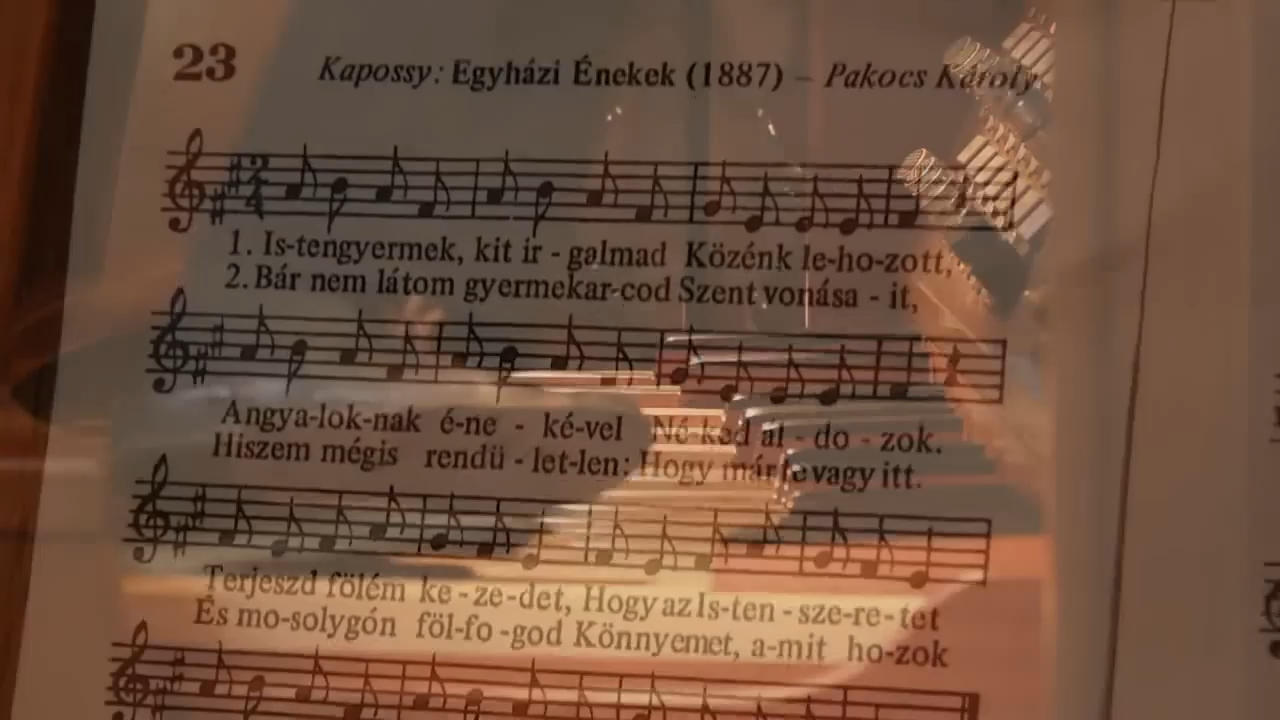 23
Kapossy: Egyházi Énekek (1887) – Pakocs Károly
1. Is-tengyermek, kit ir - galmad Közénk le-ho-zott,
2. Bár nem látom gyermekar-cod Szent vonása - it,
Angya-lok-nak é-ne - ké-vel Né-ked ál - do - zok.
Hiszem mégis rendü - let-len: Hogy már te vagy itt.
Terjeszd fölém ke - ze-det, Hogy az Is-ten - sze-re-tet
És mo-solygón föl-fo -god Könnyemet, a-mit ho-zok